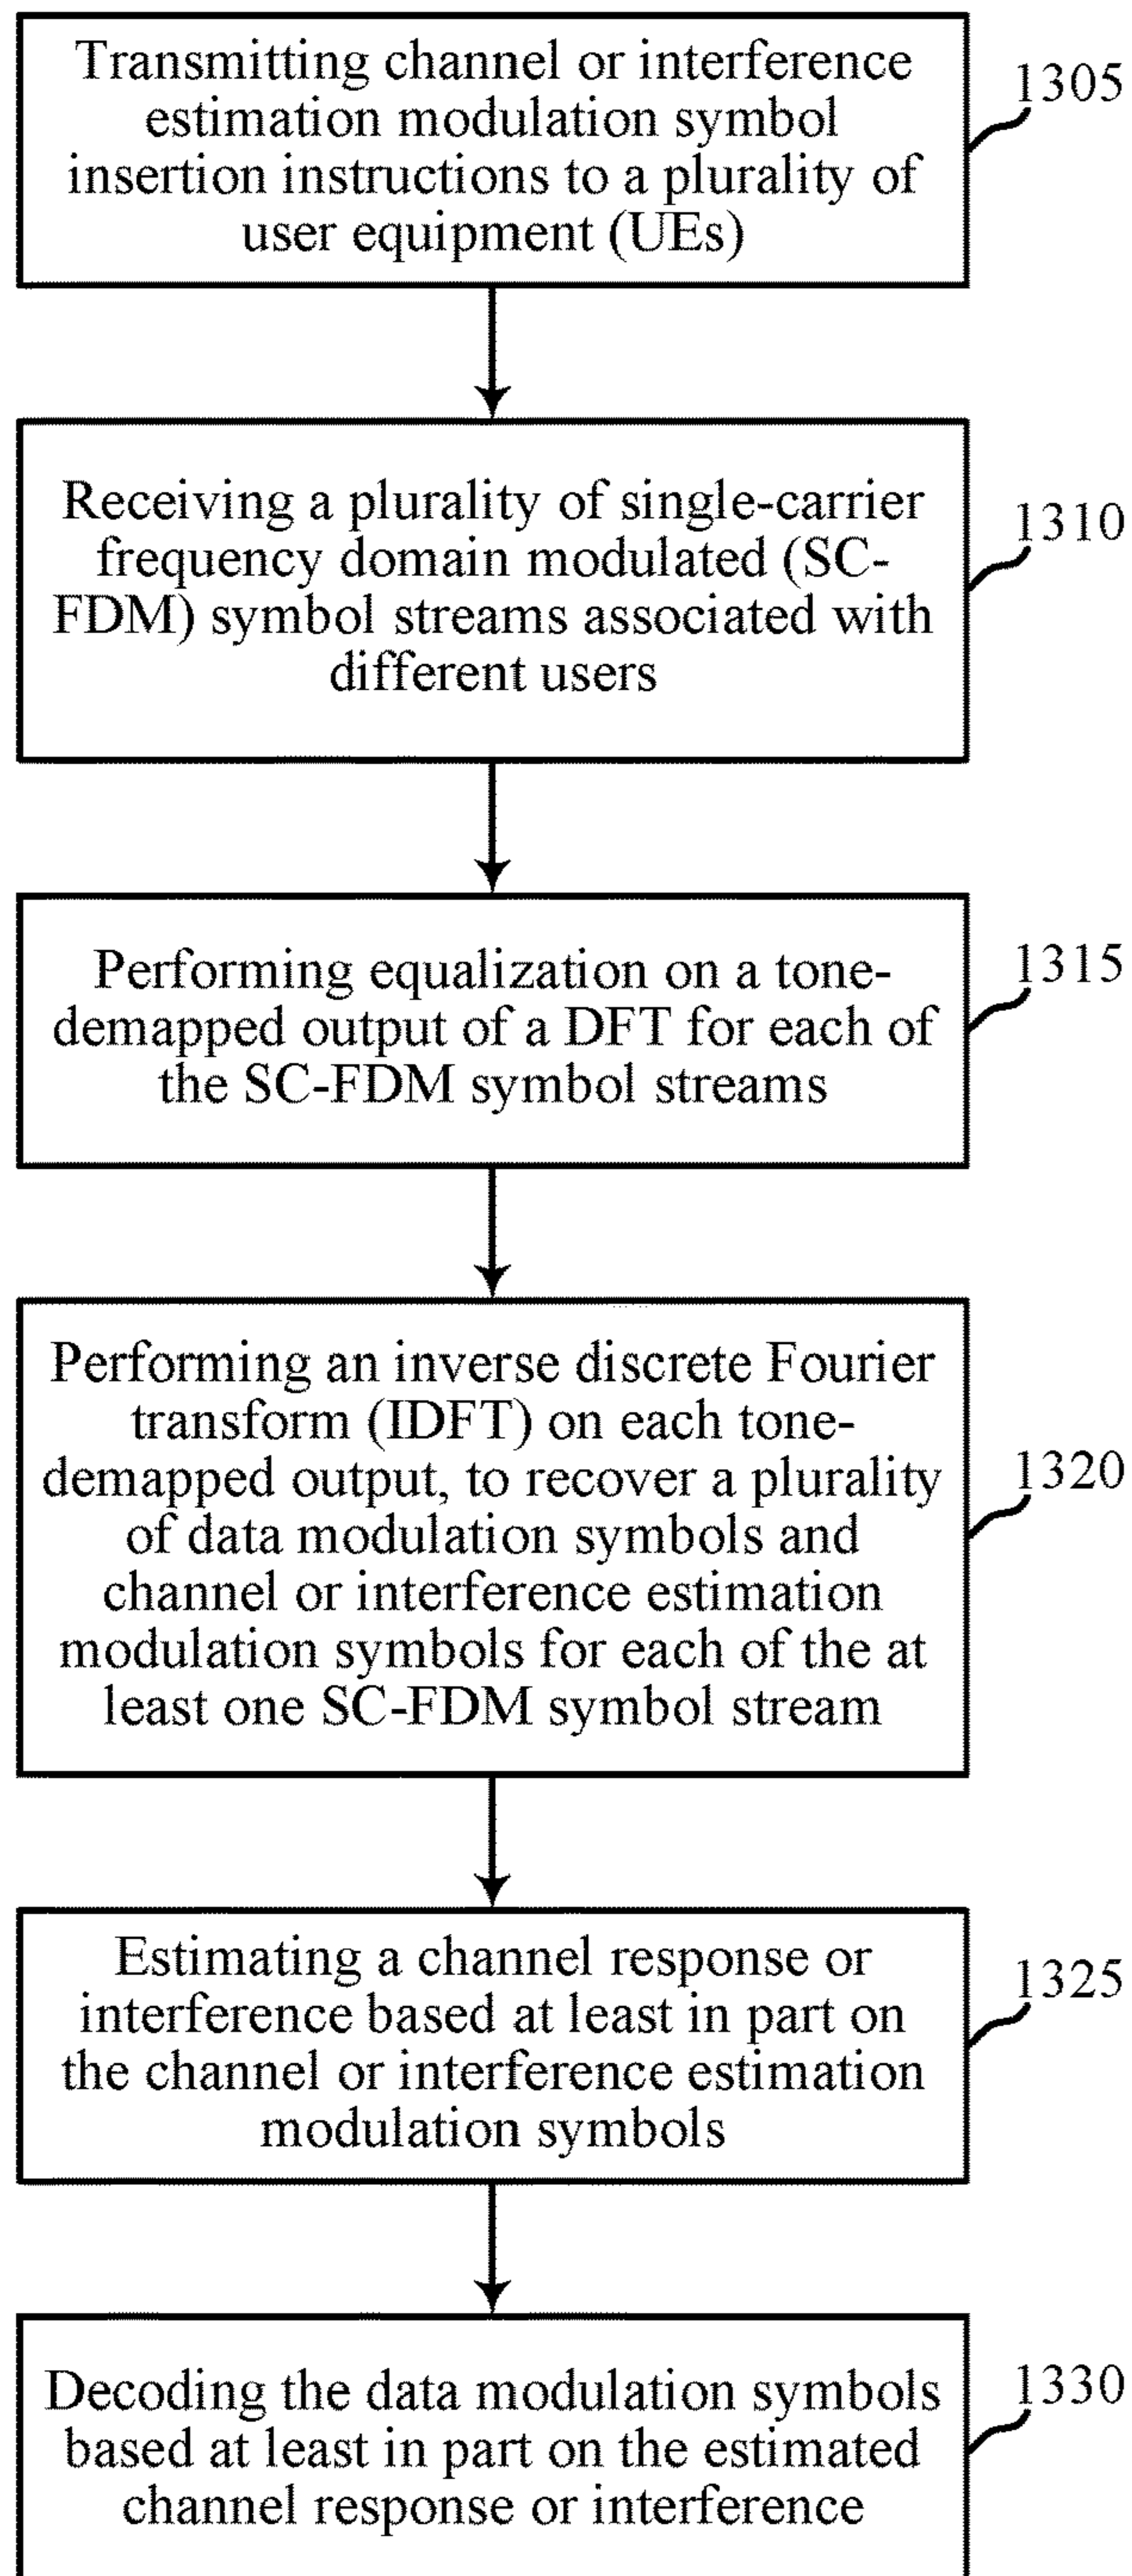 Transmitting channel or interference
estimation modulation symbol
insertion instructions to a plurality of
user equipment (UEs)
1305
Receiving a plurality of single-carrier
frequency domain modulated (SC-
FDM) symbol streams associated with
different users
1310
Performing equalization on a tone-
demapped output of a DFT for each of
the SC-FDM symbol streams
1315
Performing an inverse discrete Fourier
transform (IDFT) on each tone-
demapped output, to recover a plurality
of data modulation symbols and
channel or interference estimation
modulation symbols for each of the at
least one SC-FDM symbol stream
1320
Estimating a channel response or
interference based at least in part on
the channel or interference estimation
modulation symbols
1325
Decoding the data modulation symbols
based at least in part on the estimated
channel response or interference
1330